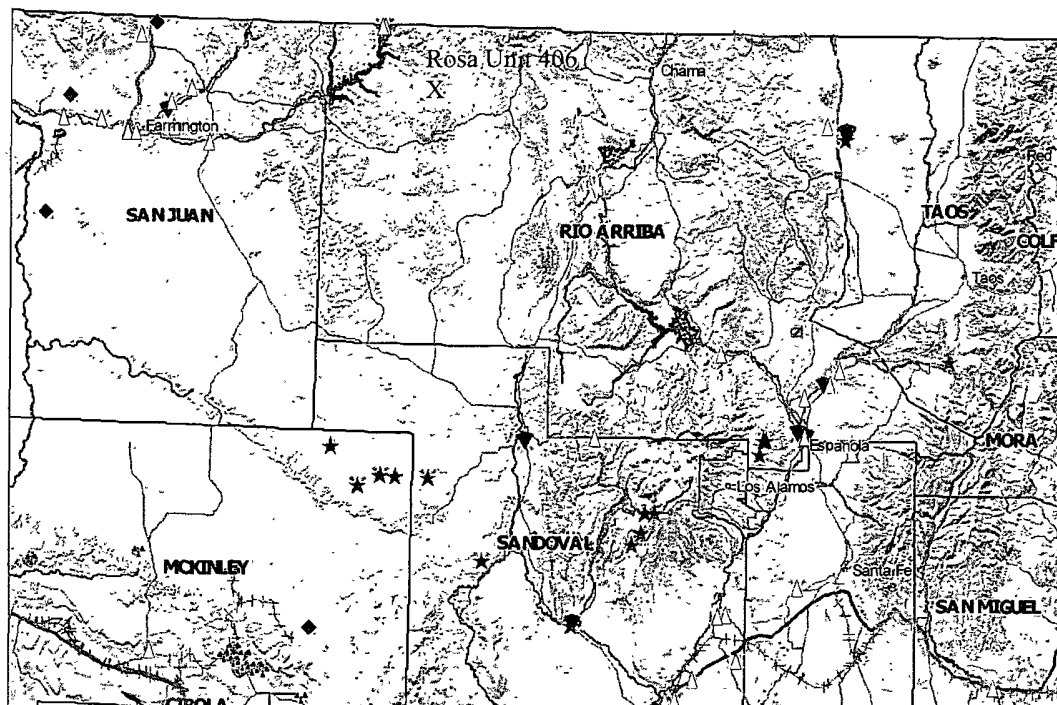 Rosa Unit 406
X
Chama
Farmington
Red
SAN JUAN
TAOS
RIO ARRIBA
COLF
Taos
MORA
Española
Los Alamos
SANDOVAL
MCKINLEY
Santa Fe
SAN MIGUEL
CIBOLA